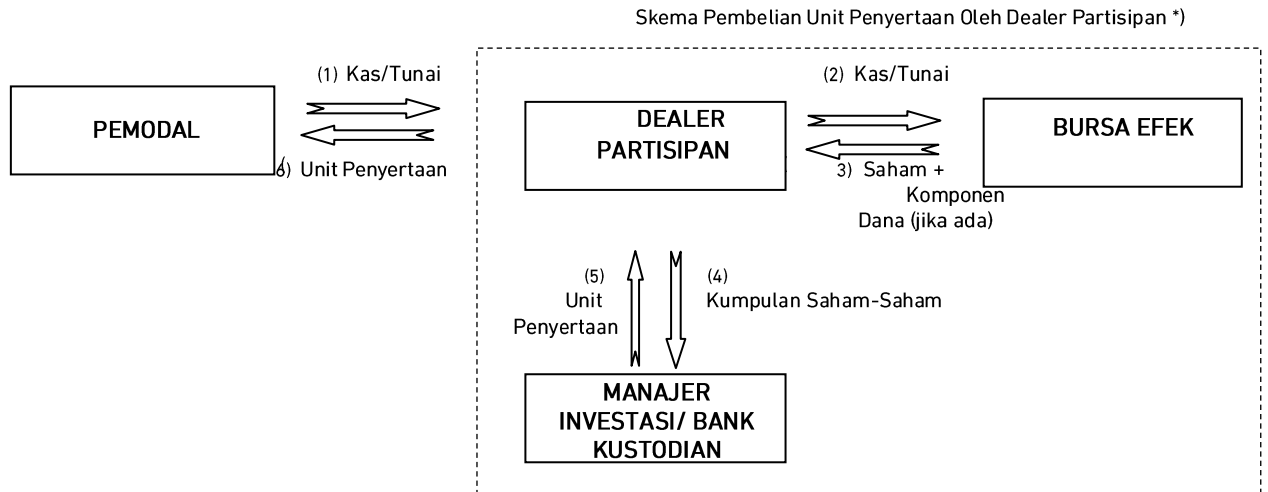 Skema Pembelian Unit Penyertaan Oleh Dealer Partisipan *)
(1) Kas/Tunai
(2) Kas/Tunai
PEMODAL
DEALER
PARTISIPAN
BURSA EFEK
(6) Unit Penyertaan
3) Saham +
Komponen
Dana (jika ada)
(5)
Unit
Penyertaan
(4)
Kumpulan Saham-Saham
MANAJER
INVESTASI/ BANK
KUSTODIAN